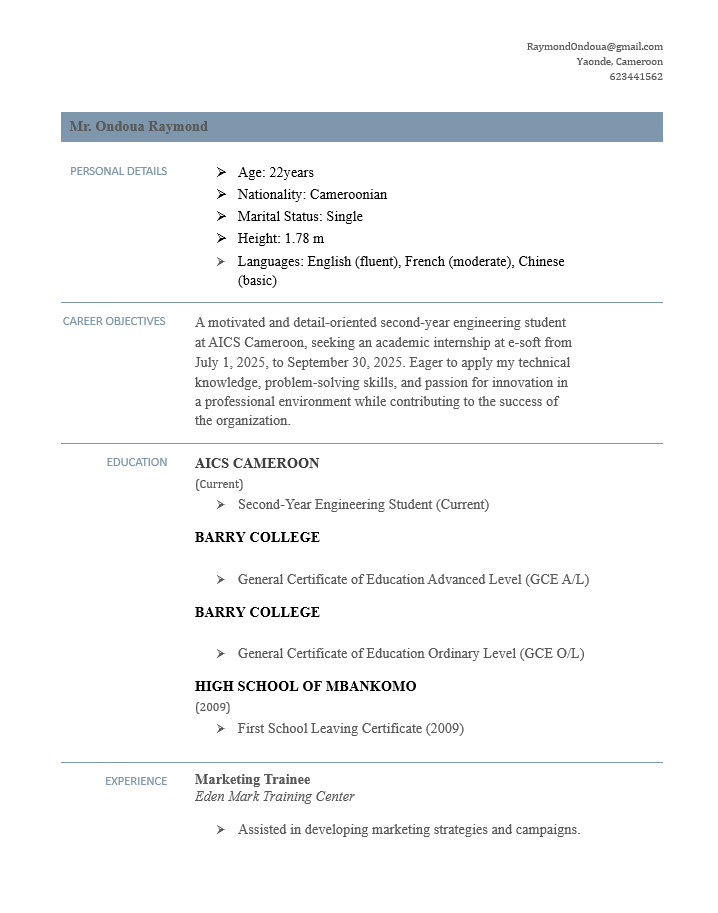 RaymondOndoua@gmail.com
Yaonde, Cameroon
623441562
Mr. Ondoua Raymond
PERSONAL DETAILS
➢ Age: 22years
➢ Nationality: Cameroonian
➢ Marital Status: Single
➢ Height: 1.78 m
➢ Languages: English (fluent), French (moderate), Chinese
(basic)
CAREER OBJECTIVES
A motivated and detail-oriented second-year engineering student
at AICS Cameroon, seeking an academic internship at e-soft from
July 1, 2025, to September 30, 2025. Eager to apply my technical
knowledge, problem-solving skills, and passion for innovation in
a professional environment while contributing to the success of
the organization.
EDUCATION
AICS CAMEROON
(Current)
➢ Second-Year Engineering Student (Current)
BARRY COLLEGE
➢ General Certificate of Education Advanced Level (GCE A/L)
BARRY COLLEGE
➢ General Certificate of Education Ordinary Level (GCE O/L)
HIGH SCHOOL OF MBANKOMO
(2009)
➢ First School Leaving Certificate (2009)
EXPERIENCE
Marketing Trainee
Eden Mark Training Center
➢ Assisted in developing marketing strategies and campaigns.